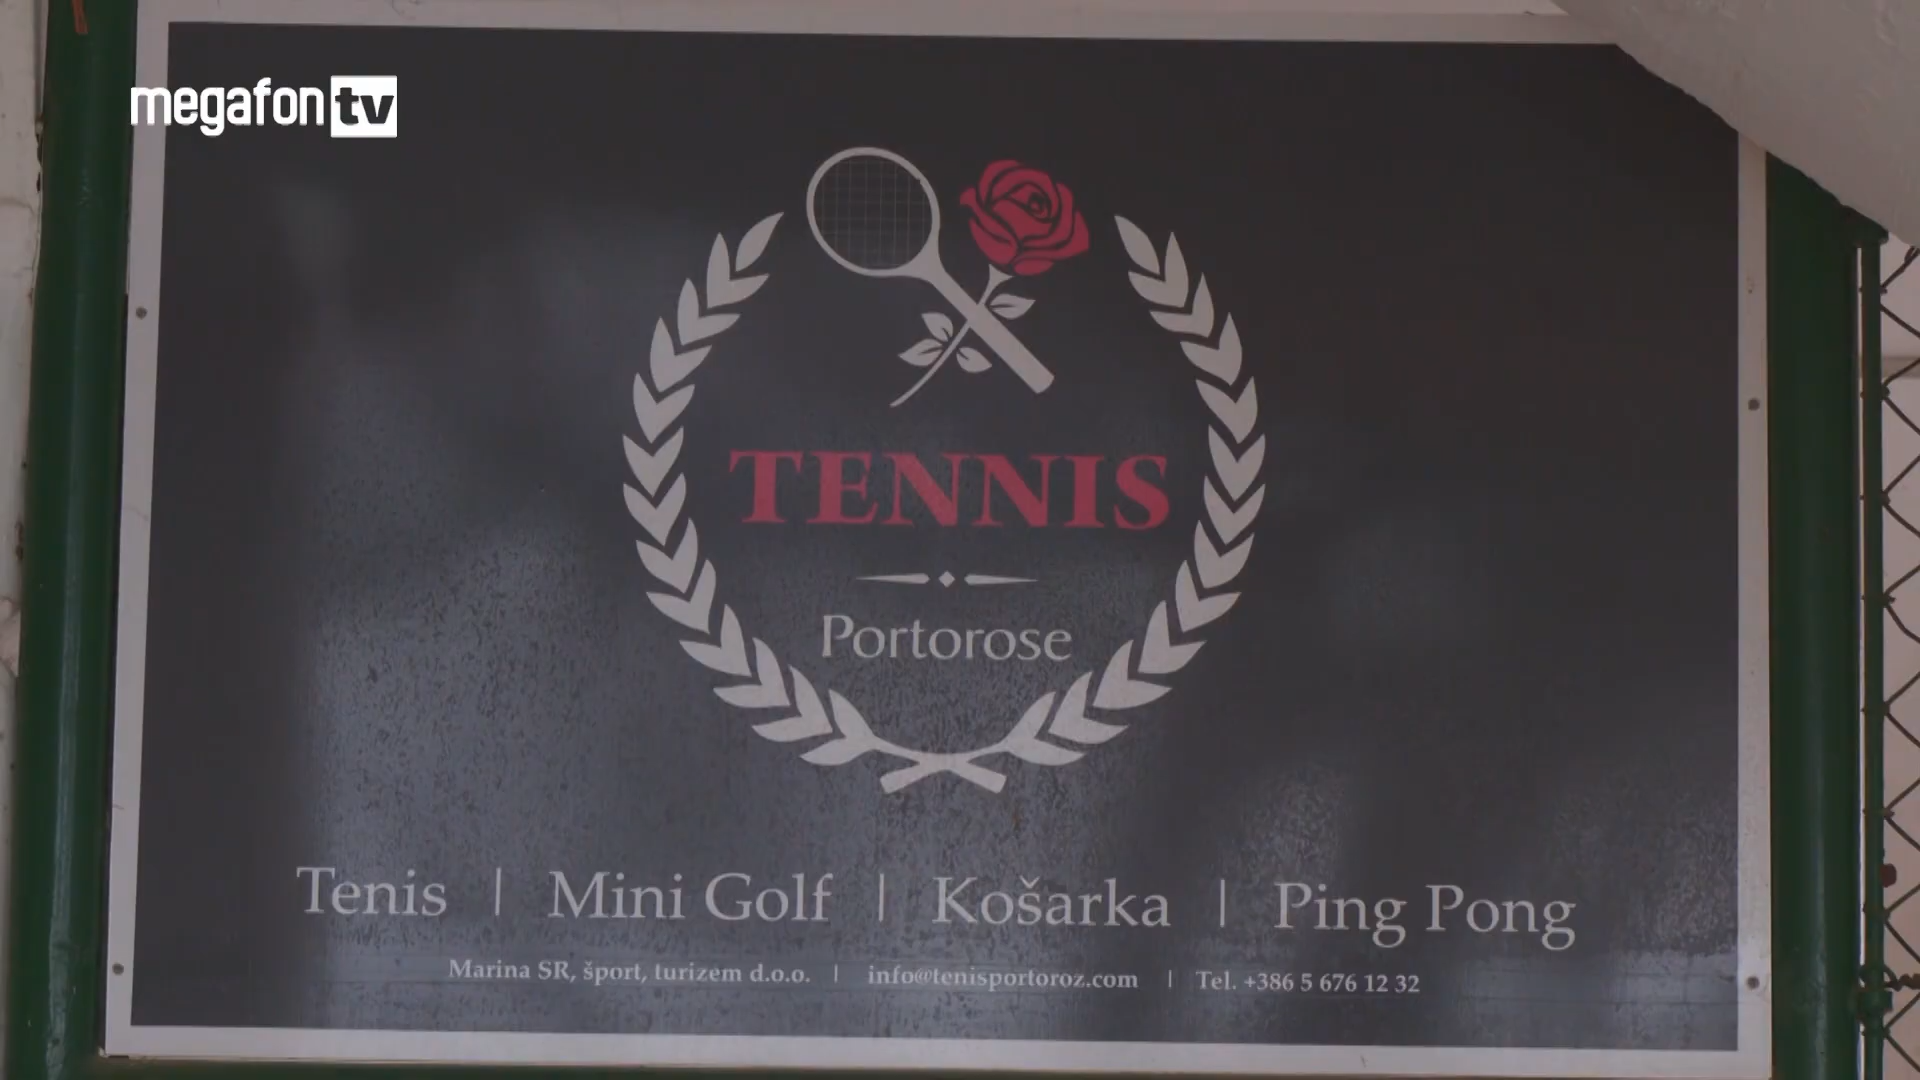 megafon tv
TENNIS
Portorose
Tenis | Mini Golf | Košarka | Ping Pong
Marina SR, šport, turizem d.o.o. | info@tenisportoroz.com | Tel. +386 5 676 12 32